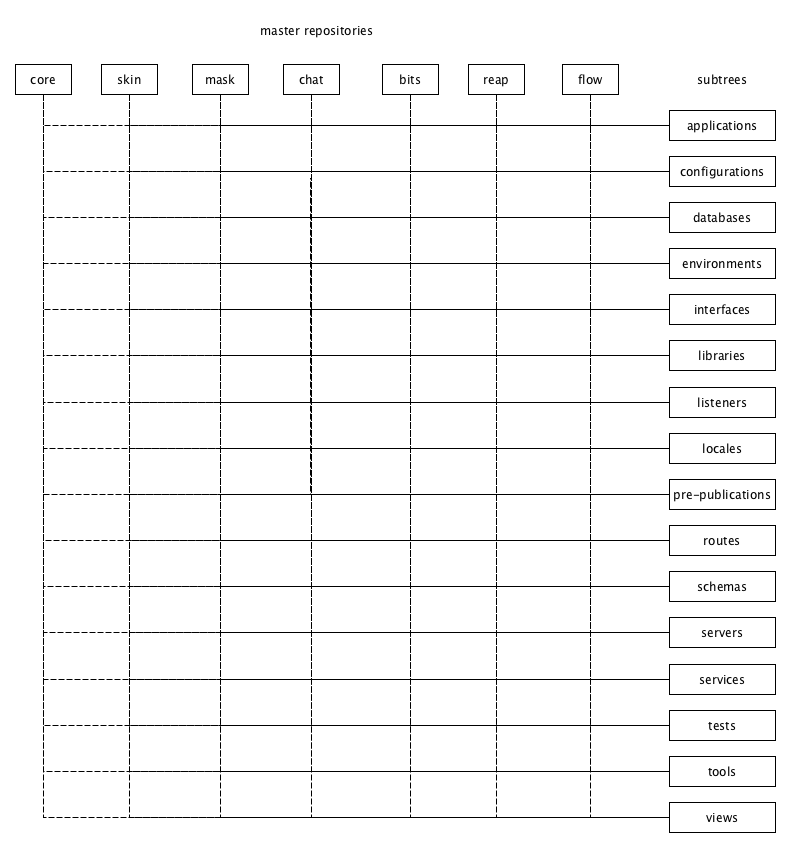 master repositories
core skin mask chat bits reap flow subtrees
applications
configurations
databases
environments
interfaces
libraries
listeners
locales
pre-publications
routes
schemas
servers
services
tests
tools
views